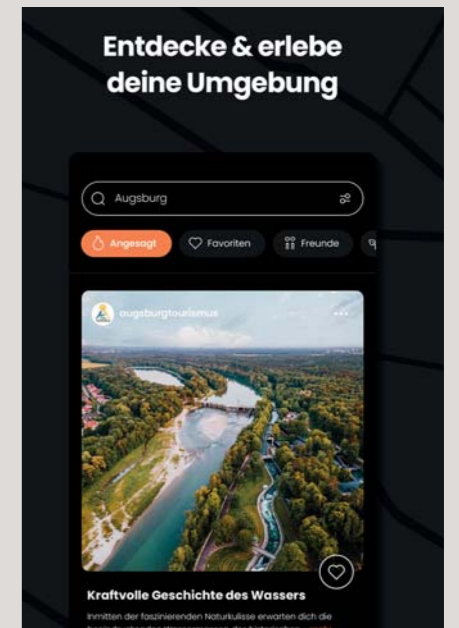 Entdecke & erlebe
deine Umgebung
Augsburg
Angesagt
Favoriten
Freunde
augsburgtourismus
Kraftvolle Geschichte des Wassers
Inmitten der faszinierenden Naturkulisse erwarten dich die